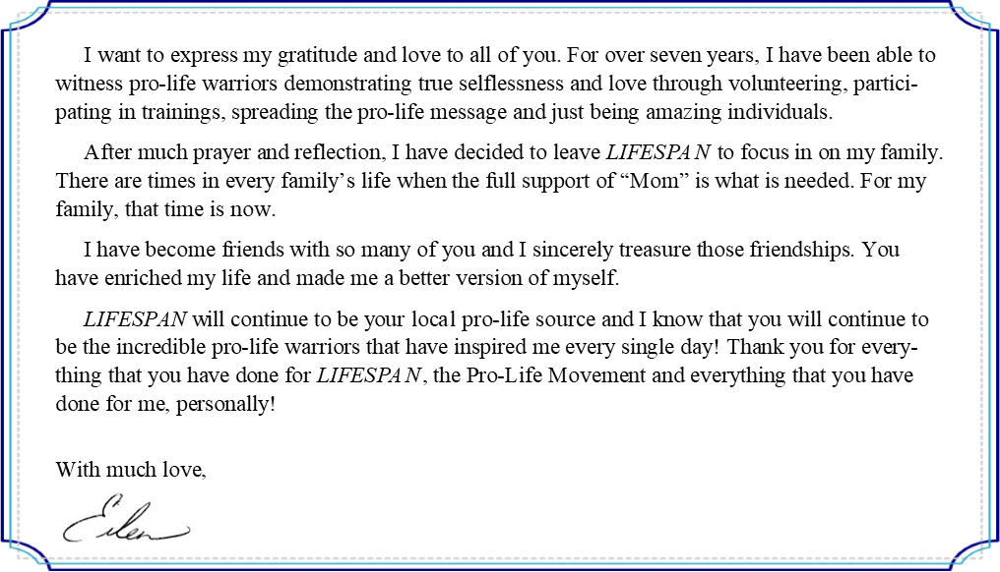 I want to express my gratitude and love to all of you. For over seven years, I have been able to
witness pro-life warriors demonstrating true selflessness and love through volunteering, partici-
pating in trainings, spreading the pro-life message and just being amazing individuals.
After much prayer and reflection, I have decided to leave LIFESPAN to focus in on my family.
There are times in every family’s life when the full support of “Mom” is what is needed. For my
family, that time is now.
I have become friends with so many of you and I sincerely treasure those friendships. You
have enriched my life and made me a better version of myself.
LIFESPAN will continue to be your local pro-life source and I know that you will continue to
be the incredible pro-life warriors that have inspired me every single day! Thank you for every-
thing that you have done for LIFESPAN, the Pro-Life Movement and everything that you have
done for me, personally!
With much love,
Eileen